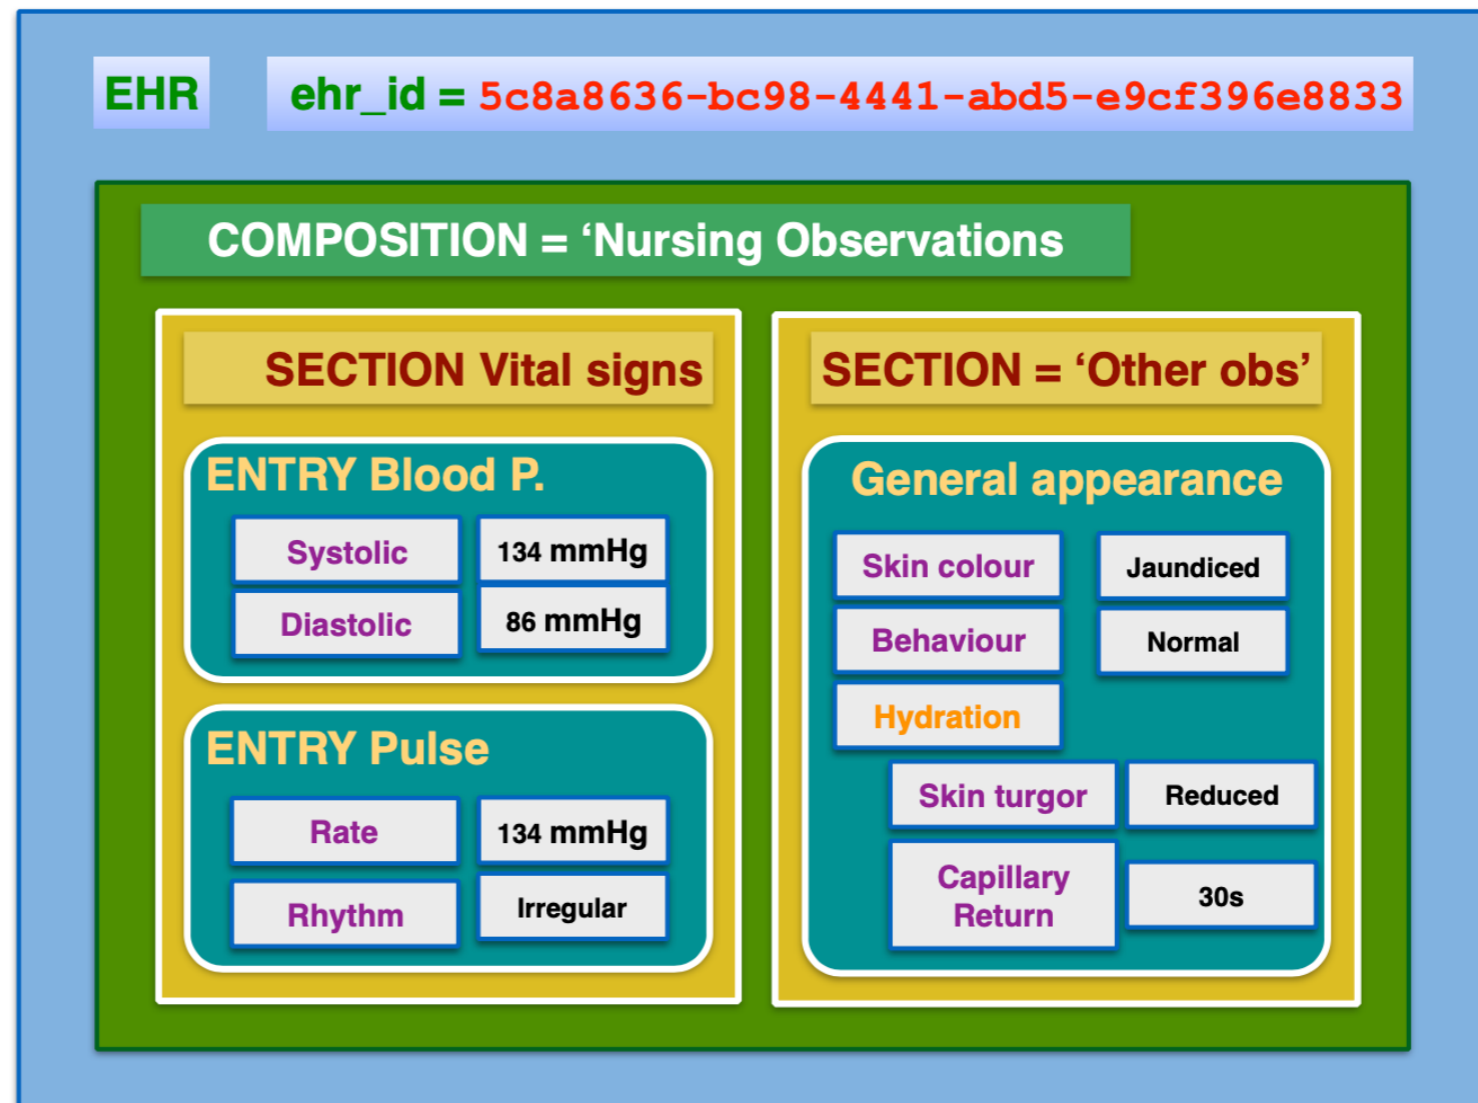 EHR
ehr_id = 5c8a8636-bc98-4441-abd5-e9cf396e8833
COMPOSITION = ‘Nursing Observations
SECTION Vital signs
ENTRY Blood P.
Systolic
134 mmHg
Diastolic
86 mmHg
ENTRY Pulse
Rate
134 mmHg
Rhythm
Irregular
SECTION = ‘Other obs’
General appearance
Skin colour
Jaundiced
Behaviour
Normal
Hydration
Skin turgor
Reduced
Capillary
Return
30s